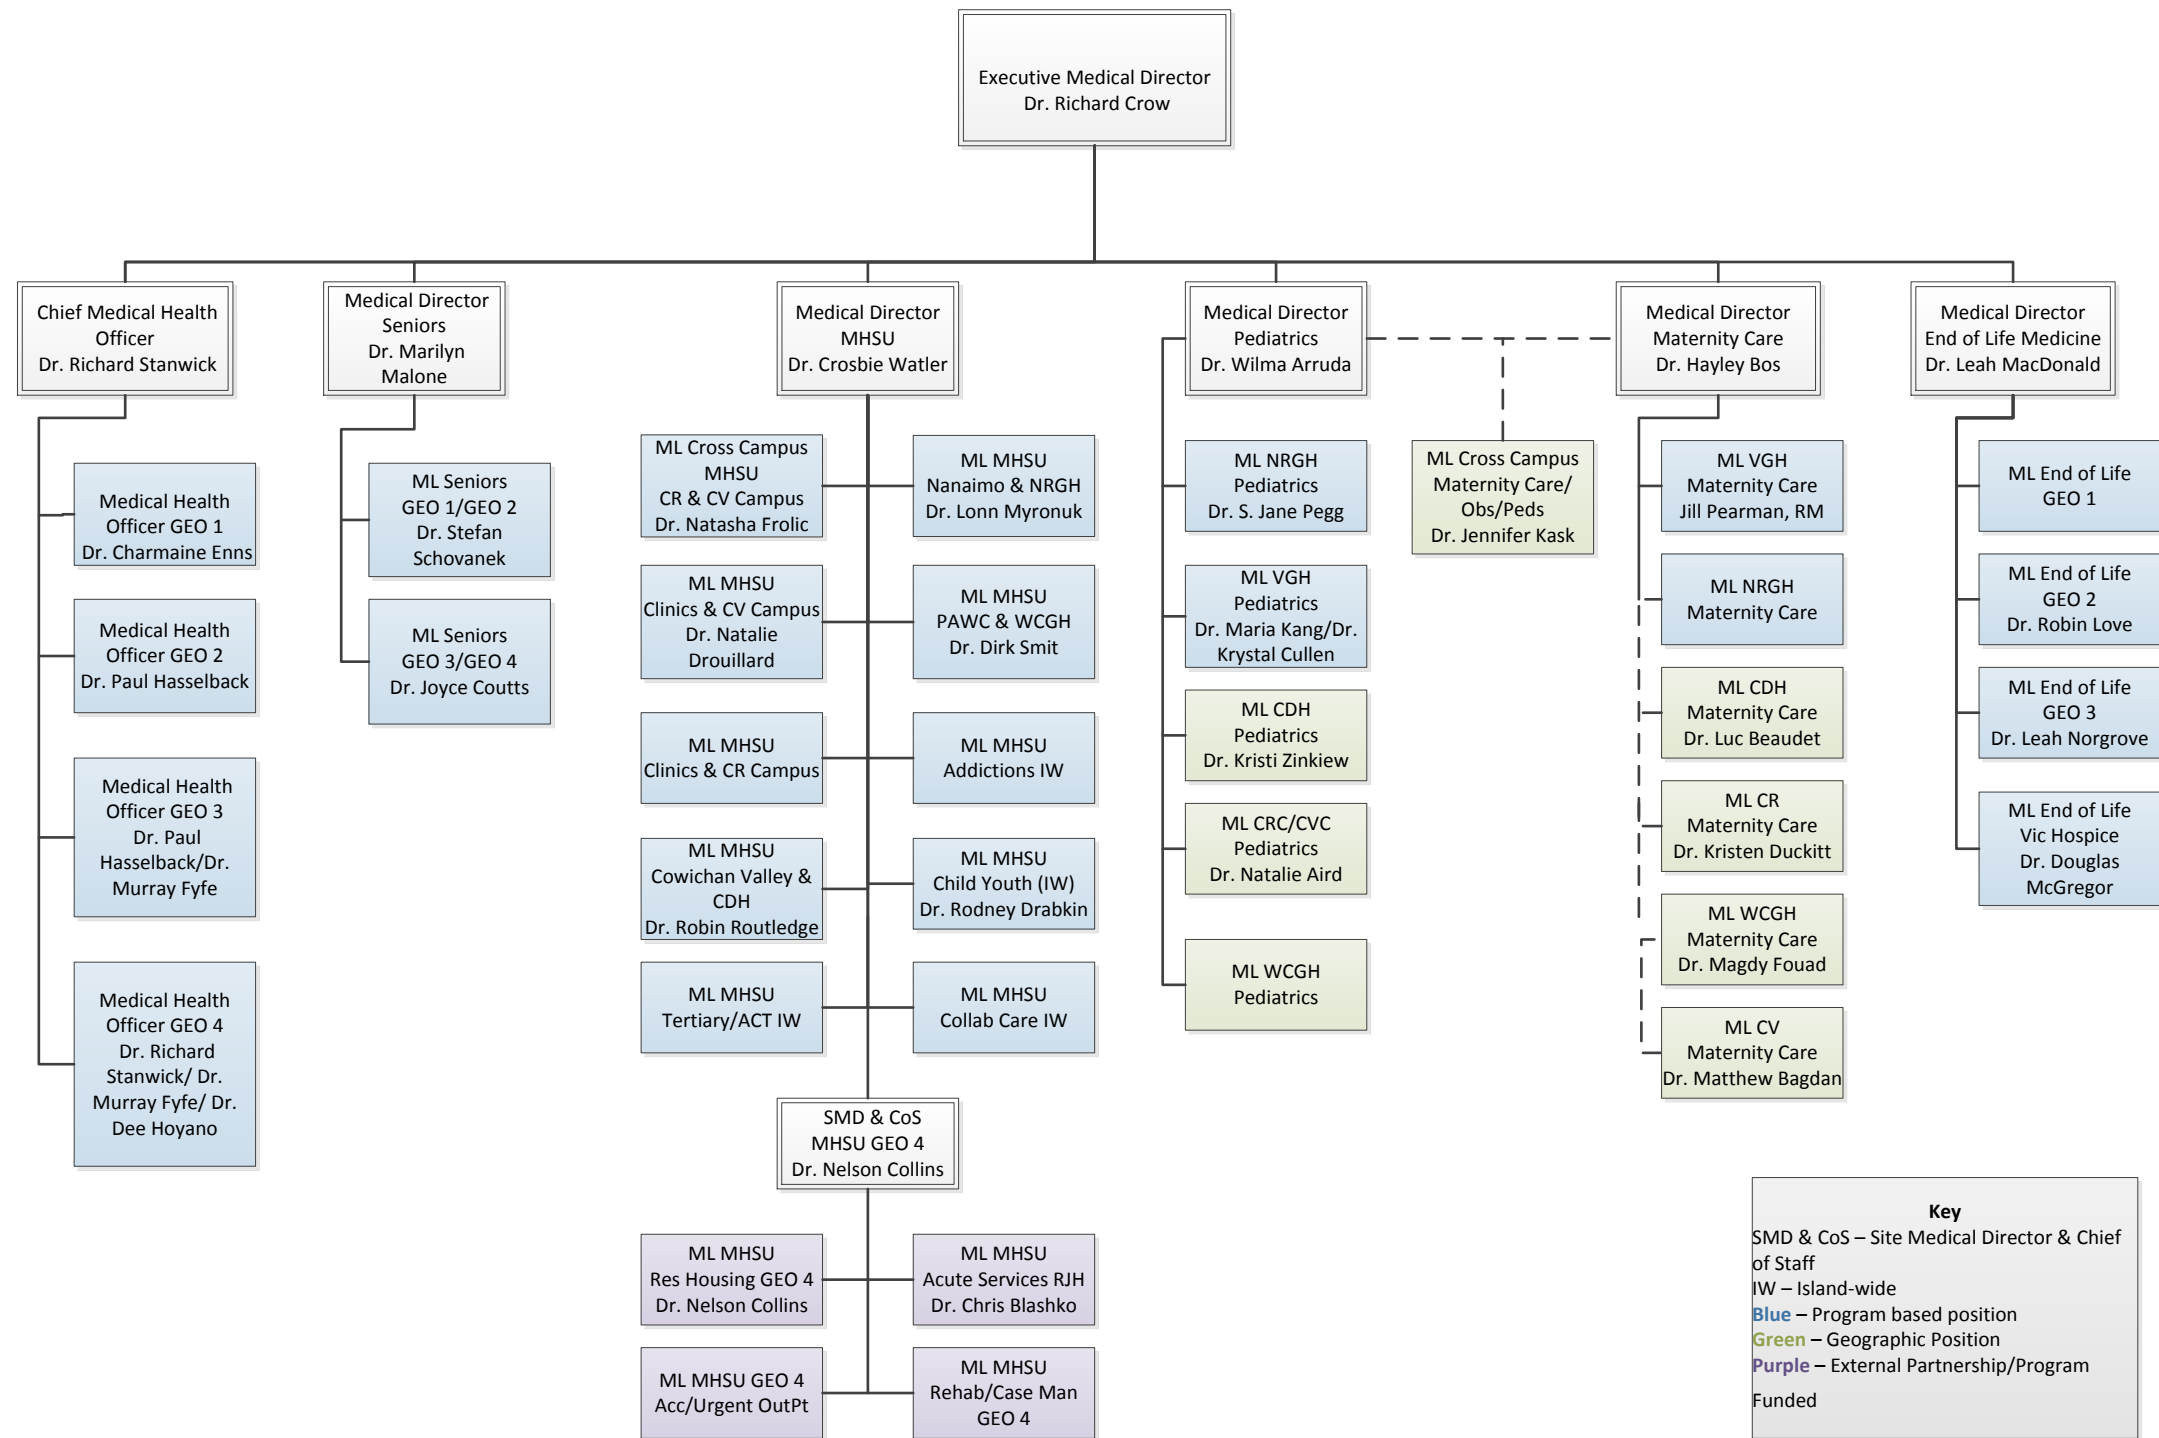 Executive Medical Director
Dr. Richard Crow
Chief Medical Health
Officer
Dr. Richard Stanwick
Medical Director
Seniors
Dr. Marilyn
Malone
Medical Director
MHSU
Dr. Crosbie Watler
Medical Director
Pediatrics
Dr. Wilma Arruda
Medical Director
Maternity Care
Dr. Hayley Bos
Medical Director
End of Life Medicine
Dr. Leah MacDonald
Medical Health
Officer GEO 1
Dr. Charmaine Enns
Medical Health
Officer GEO 2
Dr. Paul Hasselback
Medical Health
Officer GEO 3
Dr. Paul
Hasselback/Dr.
Murray Fyfe
Medical Health
Officer GEO 4
Dr. Richard
Stanwick/ Dr.
Murray Fyfe/ Dr.
Dee Hoyano
ML Seniors
GEO 1/GEO 2
Dr. Stefan
Schovanek
ML Seniors
GEO 3/GEO 4
Dr. Joyce Coutts
ML Cross Campus
MHSU
CR & CV Campus
Dr. Natasha Frolic
ML MHSU
Nanaimo & NRGH
Dr. Lonn Myronuk
ML MHSU
Clinics & CV Campus
Dr. Natalie
Drouillard
ML MHSU
PAWC & WCGH
Dr. Dirk Smit
ML MHSU
Clinics & CR Campus
ML MHSU
Addictions IW
ML MHSU
Cowichan Valley &
CDH
Dr. Robin Routledge
ML MHSU
Child Youth (IW)
Dr. Rodney Drabkin
ML MHSU
Tertiary/ACT IW
ML MHSU
Collab Care IW
SMD & CoS
MHSU GEO 4
Dr. Nelson Collins
ML MHSU
Res Housing GEO 4
Dr. Nelson Collins
ML MHSU
Acute Services RJH
Dr. Chris Blashko
ML MHSU GEO 4
Acc/Urgent OutPt
ML MHSU
Rehab/Case Man
GEO 4
ML NRGH
Pediatrics
Dr. S. Jane Pegg
ML VGH
Pediatrics
Dr. Maria Kang/Dr.
Krystal Cullen
ML CDH
Pediatrics
Dr. Kristi Zinkiew
ML CRC/CVC
Pediatrics
Dr. Natalie Aird
ML WCGH
Pediatrics
ML Cross Campus
Maternity Care/
Obs/Peds
Dr. Jennifer Kask
ML VGH
Maternity Care
Jill Pearman, RM
ML NRGH
Maternity Care
ML CDH
Maternity Care
Dr. Luc Beaudet
ML CR
Maternity Care
Dr. Kristen Duckitt
ML WCGH
Maternity Care
Dr. Magdy Fouad
ML CV
Maternity Care
Dr. Matthew Bagdan
ML End of Life
GEO 1
ML End of Life
GEO 2
Dr. Robin Love
ML End of Life
GEO 3
Dr. Leah Norgrove
ML End of Life
Vic Hospice
Dr. Douglas
McGregor
Key
SMD & CoS – Site Medical Director & Chief
of Staff
IW – Island-wide
Blue – Program based position
Green – Geographic Position
Purple – External Partnership/Program
Funded